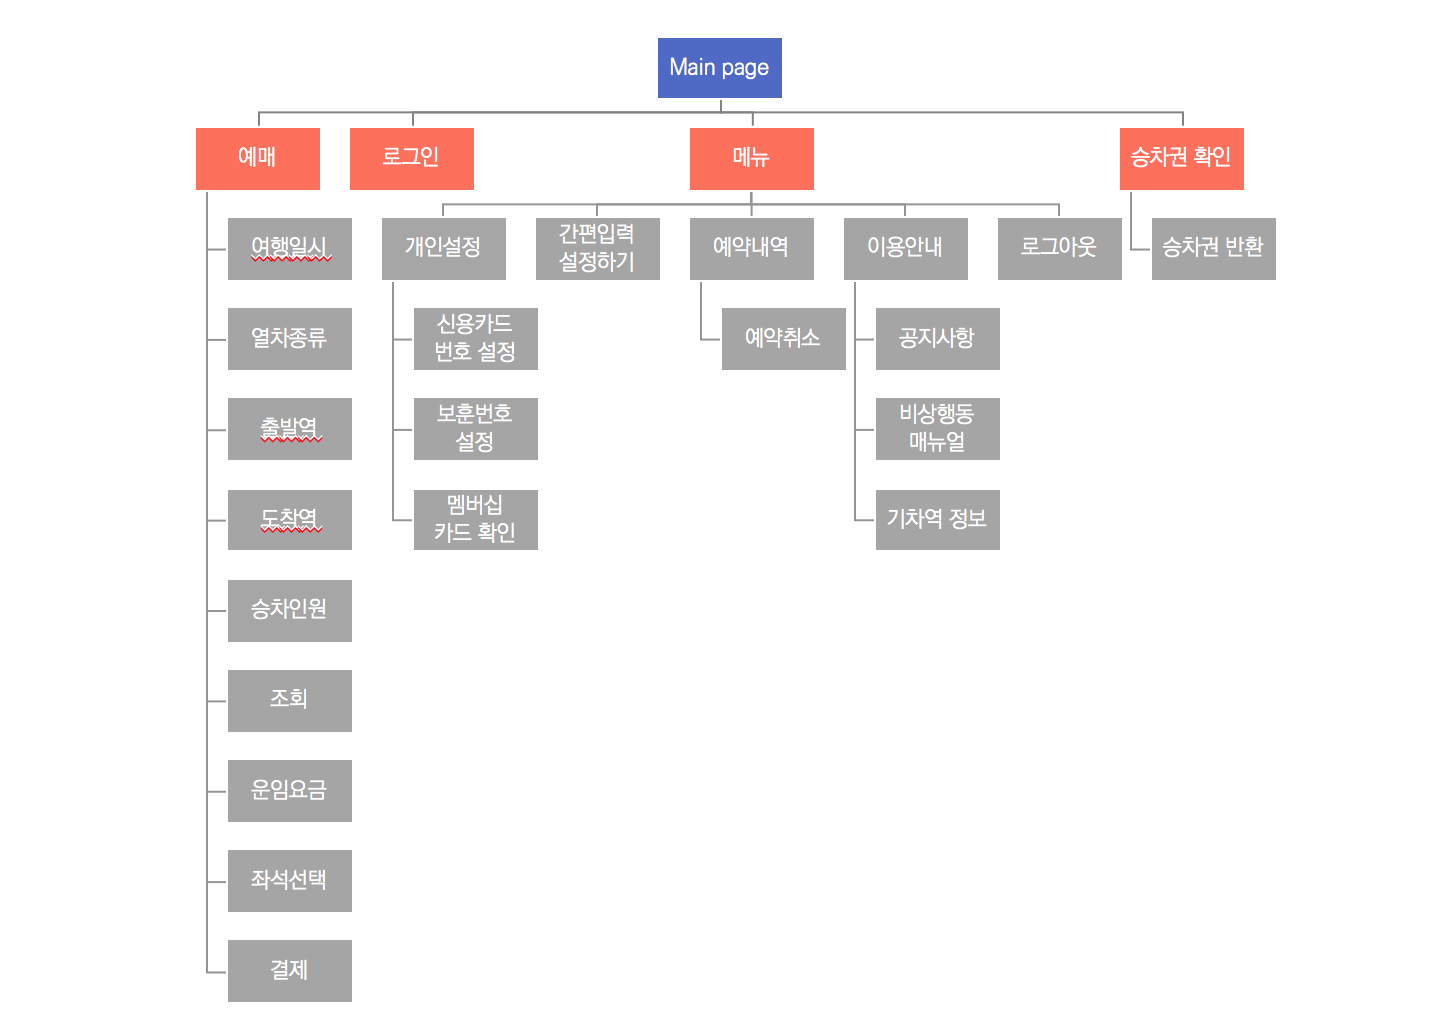 Main page
예매
로그인
메뉴
승차권 확인
여행일시
개인설정
간편입력
설정하기
예약내역
이용안내
로그아웃
승차권 반환
열차종류
신용카드
번호 설정
예약취소
공지사항
출발역
보훈번호
설정
비상행동
매뉴얼
도착역
멤버십
카드 확인
기차역 정보
승차인원
조회
운임요금
좌석선택
결제